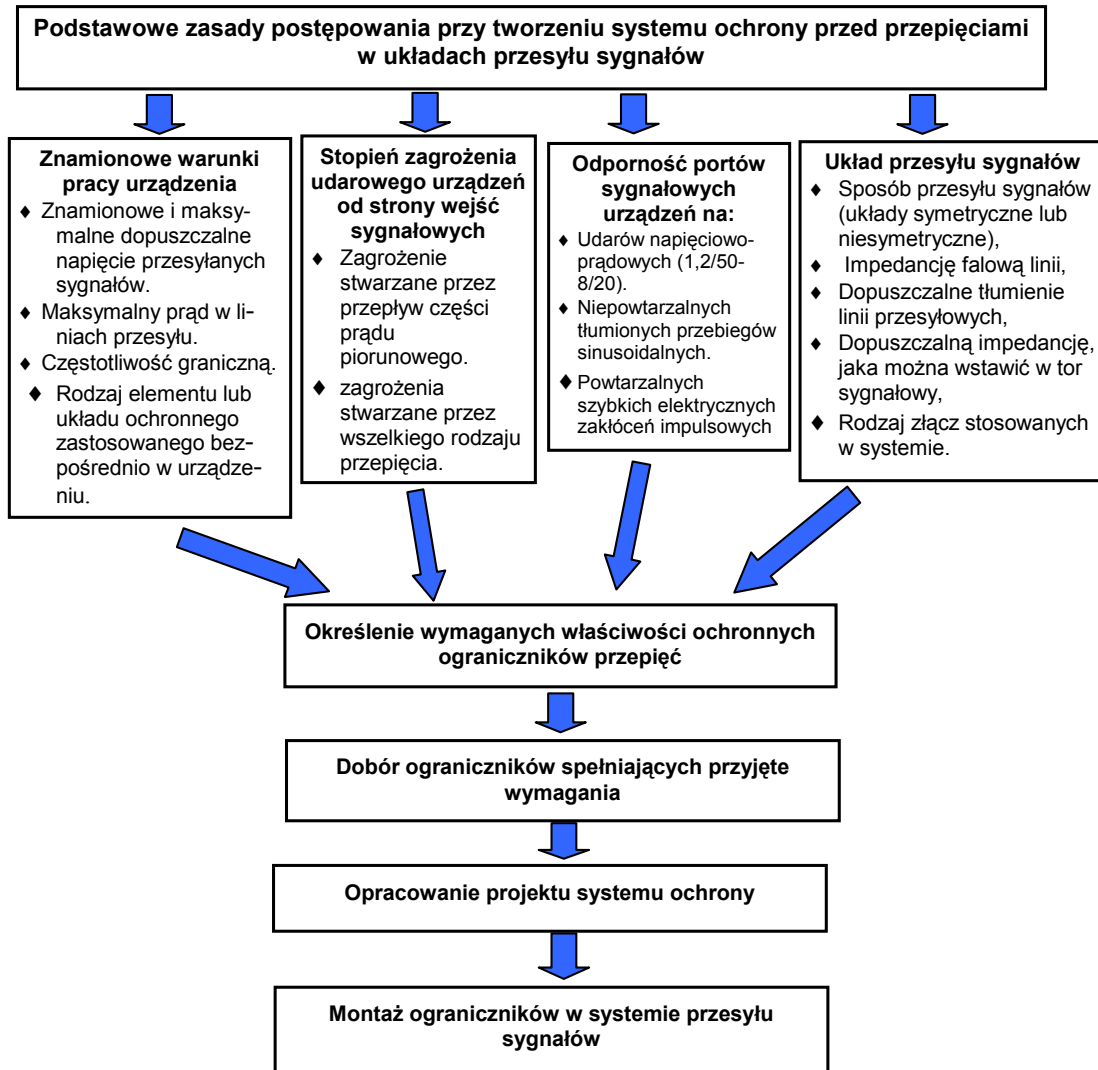 Podstawowe zasady postępowania przy tworzeniu systemu ochrony przed przepięciami
w układach przesyłu sygnałów
Znamionowe warunki
pracy urządzenia
♦ Znamionowe i maksy-
malne dopuszczalne
napięcie przesyłanych
sygnałów.
♦ Maksymalny prąd w li-
niach przesyłu.
♦ Częstotliwość graniczną.
♦ Rodzaj elementu lub
układu ochronnego
zastosowanego bez-
pośrednio w urządze-
niu.
Stopień zagrożenia
udarowego urządzeń
od strony wejść
sygnałowych
♦ Zagrożenie
stwarzane przez
przepływ części
prądu
piorunowego.
♦ zagrożenia
stwarzane przez
wszelkiego rodzaju
przepięcia.
Odporność portów
sygnałowych
urządzeń na:
♦ Udarów napięciowo-
prądowych (1,2/50-
8/20).
♦ Niepowtarzalnych
tłumionych przebiegów
sinusoidalnych.
♦ Powtarzalnych
szybkich elektrycznych
zakłóceń impulsowych
Układ przesyłu sygnałów
♦ Sposób przesyłu sygnałów
(układy symetryczne lub
niesymetryczne),
♦ Impedancję falową linii,
♦ Dopuszczalne tłumienie
linii przesyłowych,
♦ Dopuszczalną impedancję,
jaka można wstawić w tor
sygnałowy,
♦ Rodzaj złącz stosowanych
w systemie.
Określenie wymaganych właściwości ochronnych
ograniczników przepięć
Dobór ograniczników spełniających przyjęte
wymagania
Opracowanie projektu systemu ochrony
Montaż ograniczników w systemie przesyłu
sygnałów